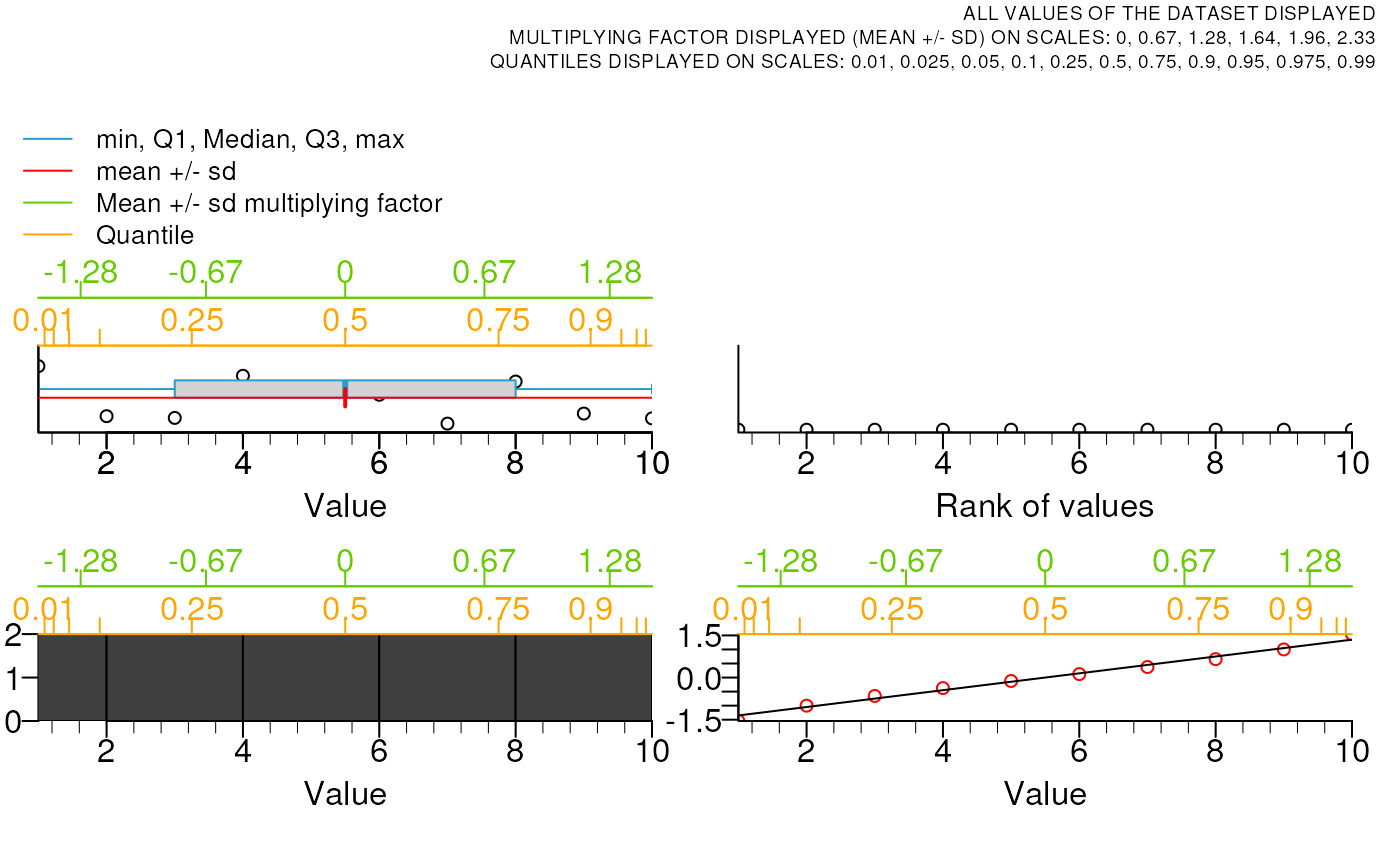 ALL VALUES OF THE DATASET DISPLAYED
MULTIPLYING FACTOR DISPLAYED (MEAN +/- SD) ON SCALES: 0, 0.67, 1.28, 1.64, 1.96, 2.33
QUANTILES DISPLAYED ON SCALES: 0.01, 0.025, 0.05, 0.1, 0.25, 0.5, 0.75, 0.9, 0.95, 0.975, 0.99
min, Q1, Median, Q3, max
mean +/- sd
Mean +/- sd multiplying factor
Quantile
-1.28 -0.67 0 0.67 1.28
0.01 0.25 0.5 0.75 0.9
2 4 6 8 10
Value
2 4 6 8 10
Rank of values
-1.28 -0.67 0 0.67 1.28
0.01 0.25 0.5 0.75 0.9
2
1
0
2 4 6 8 10
Value
-1.28 -0.67 0 0.67 1.28
0.01 0.25 0.5 0.75 0.9
1.5
0.0
-1.5
2 4 6 8 10
Value